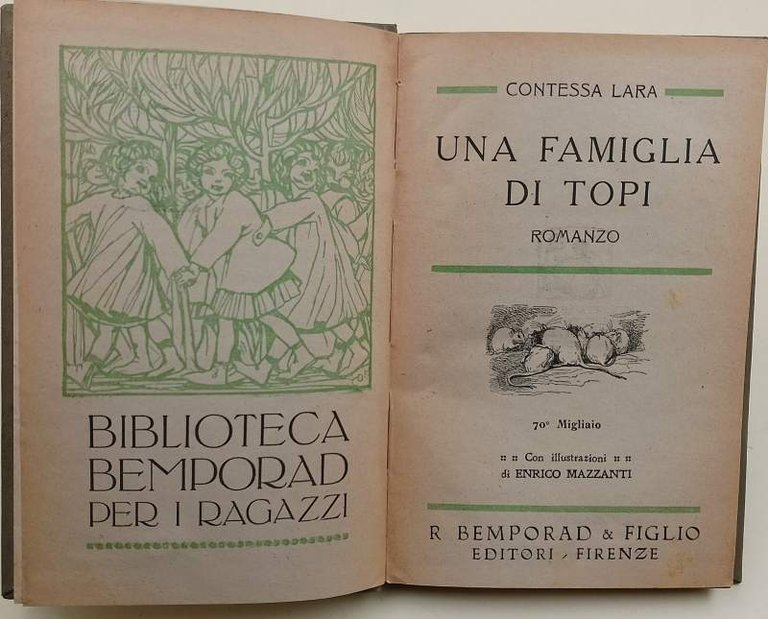 BIBLIOTECA
BEMPORAD
PER I RAGAZZI
CONTESSA LARA
UNA FAMIGLIA
DI TOPI
ROMANZO
70° Migliaio
:: :: Con illustrazioni :: ::
di ENRICO MAZZANTI
R. BEMPORAD & FIGLIO
EDITORI - FIRENZE